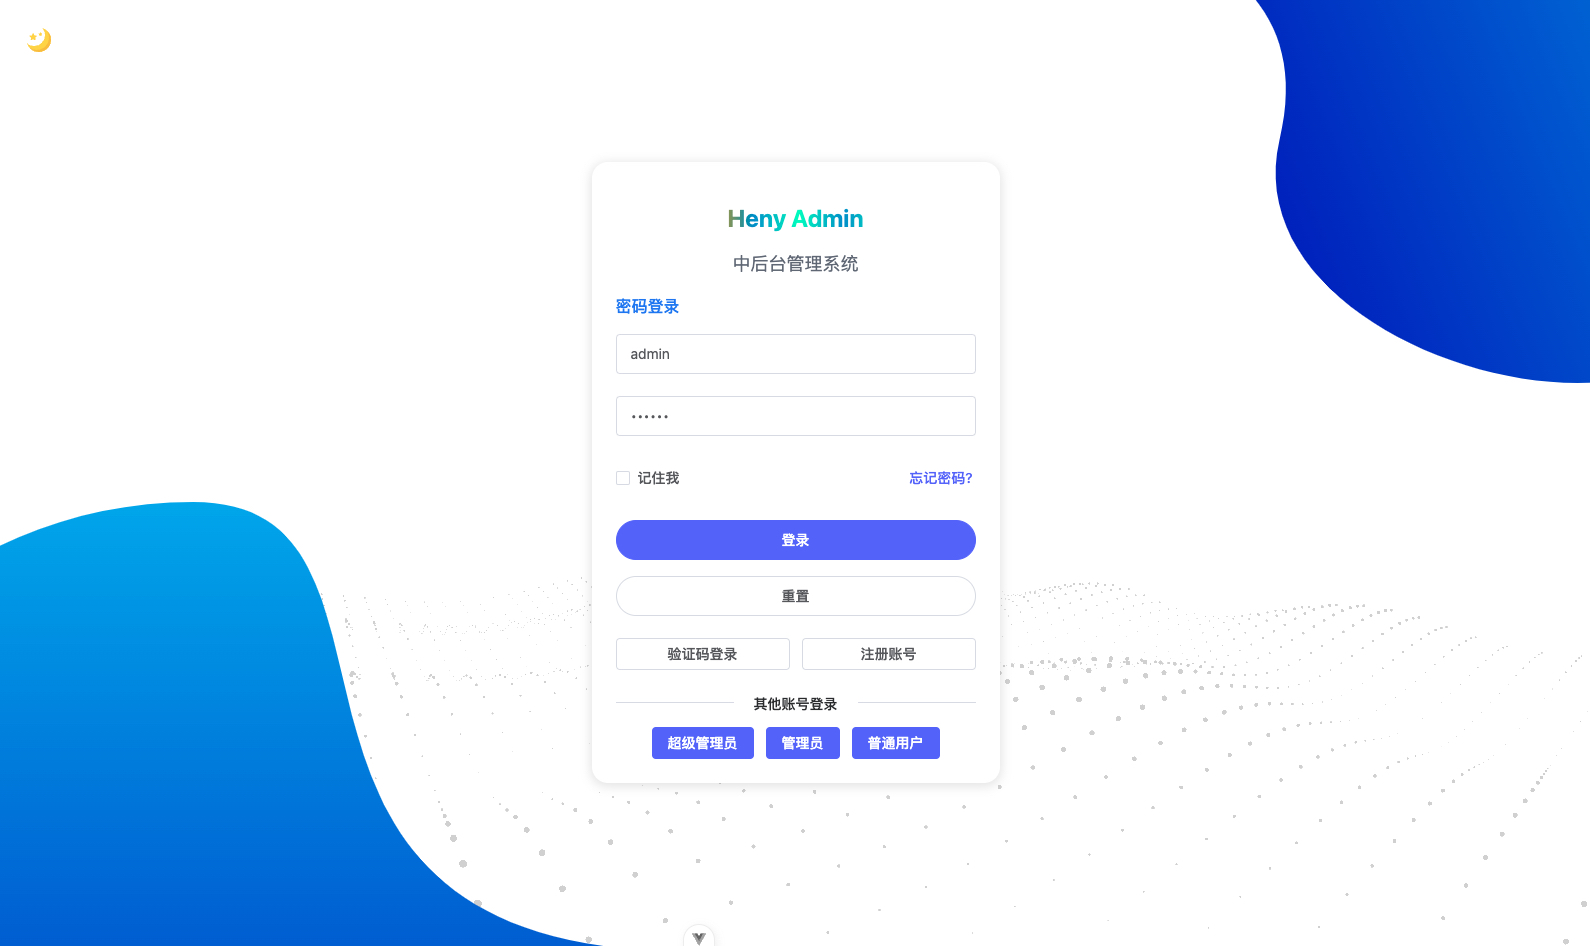 Heny Admin
中后台管理系统
密码登录
admin
••••••
记住我
忘记密码?
登录
重置
验证码登录
注册账号
其他账号登录
超级管理员
管理员
普通用户